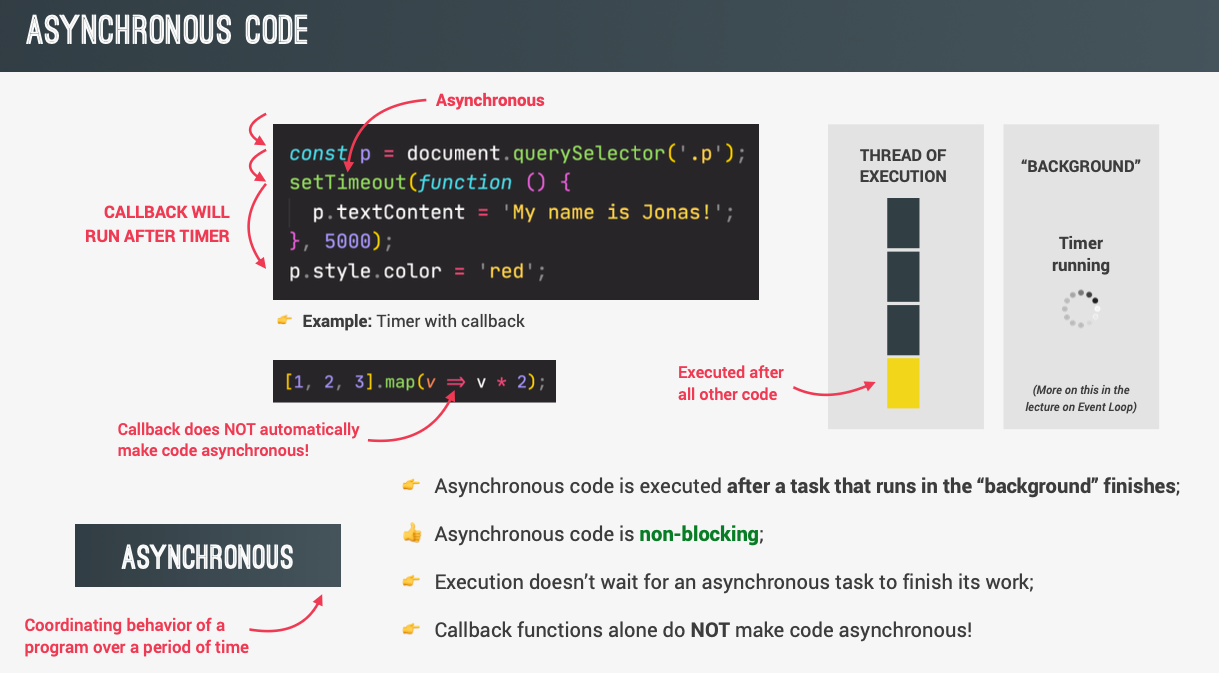 ASYNCHRONOUS CODE
Asynchronous
const p = document.querySelector('.p');
setTimeout(function () {
p.textContent = 'My name is Jonas!';
}, 5000);
p.style.color = 'red';
CALLBACK WILL
RUN AFTER TIMER
👉 Example: Timer with callback
[1, 2, 3].map(v => v * 2);
Callback does NOT automatically
make code asynchronous!
THREAD OF
EXECUTION
Executed after
all other code
“BACKGROUND”
Timer
running
(More on this in the
lecture on Event Loop)
ASYNCHRONOUS
Coordinating behavior of a
program over a period of time
👉 Asynchronous code is executed after a task that runs in the “background” finishes;
👍 Asynchronous code is non-blocking;
👉 Execution doesn’t wait for an asynchronous task to finish its work;
👉 Callback functions alone do NOT make code asynchronous!